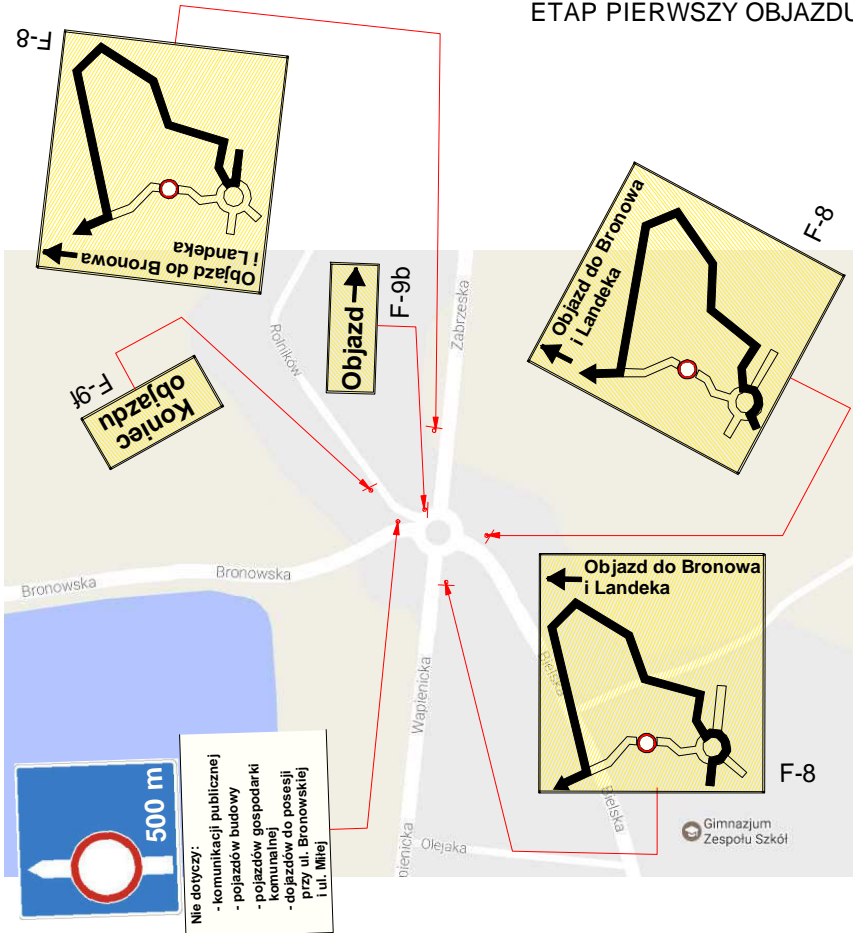 ETAP PIERWSZY OBJAZDU
F-8
Objazd do Bronowa
i Landeka
F-8
Objazd do Bronowa
i Landeka
Objazd
F-9b
Zabrzeska
Rolników
F-9f
Koniec
objazdu
Bronowska
Bronowska
Objazd do Bronowa
i Landeka
F-8
Bielska
Wapienicka
Bielska
pienicka
Olejaka
Gimnazjum
Zespołu Szkół
500 m
Nie dotyczy:
- komunikacji publicznej
- pojazdów budowy
- pojazdów gospodarki
komunalnej
- dojazdów do posesji
przy ul. Bronowskiej
i ul. Miłej